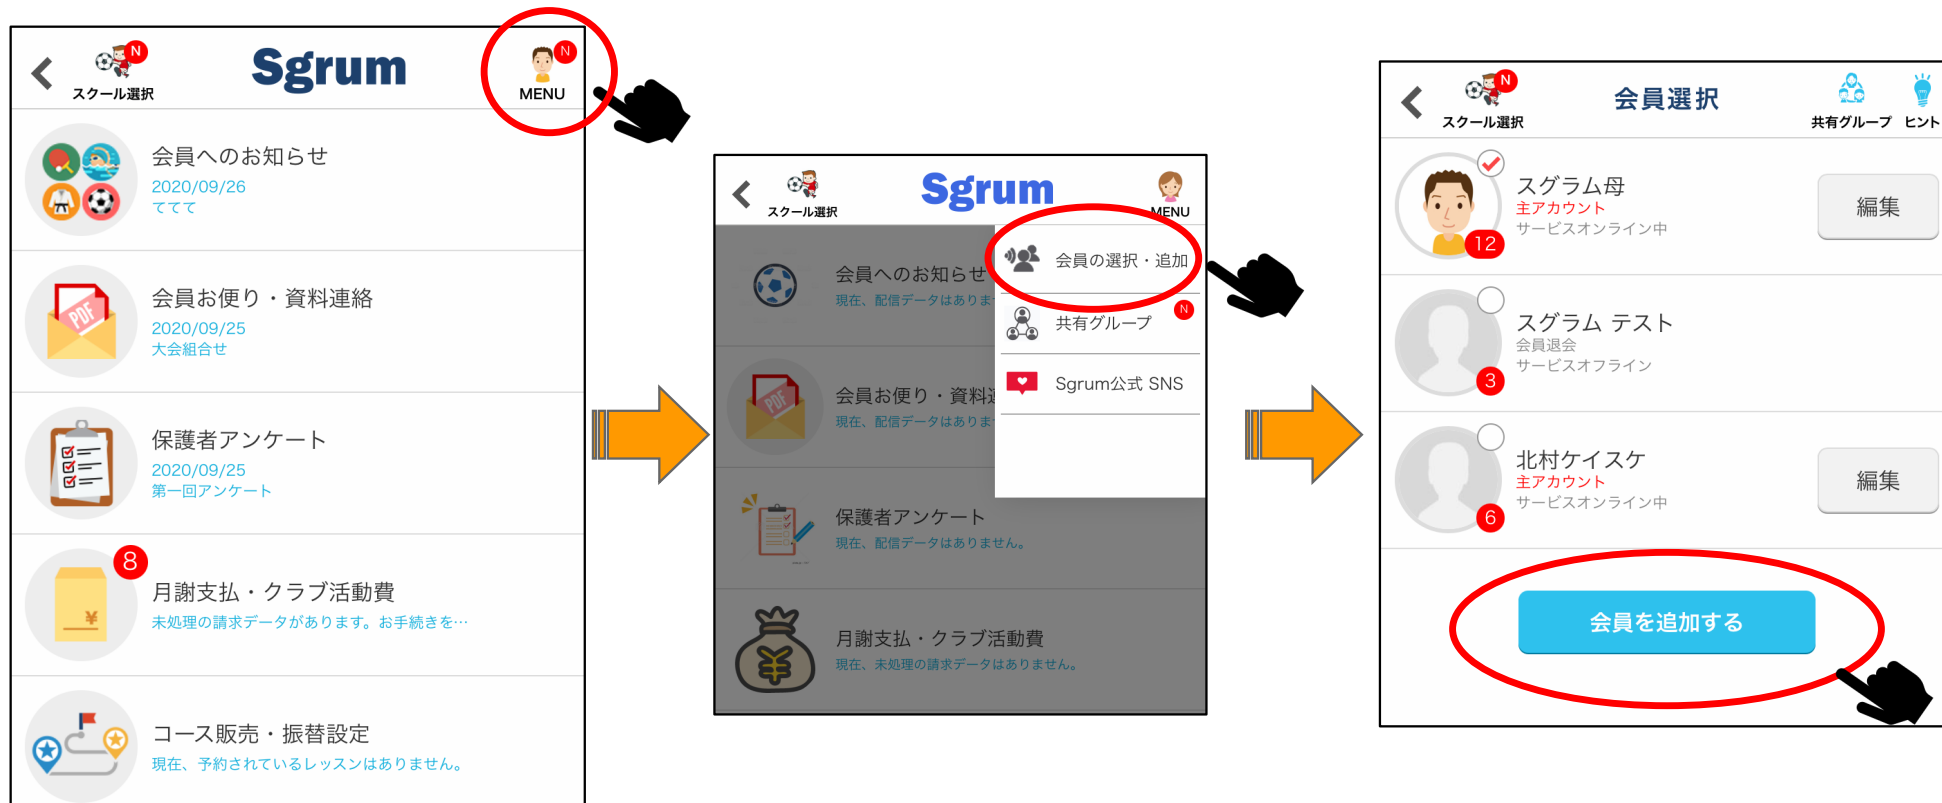 N
スクール選択
Sgrum
N
MENU
会員へのお知らせ
2020/09/26
ててて
PDF
会員お便り・資料連絡
2020/09/25
大会組合せ
保護者アンケート
2020/09/25
第一回アンケート
8
¥
月謝支払・クラブ活動費
未処理の請求データがあります。お手続きを…
コース販売・振替設定
現在、予約されているレッスンはありません。
スクール選択
Sgrum
MENU
会員へのお知らせ
現在、配信データはありま
会員の選択・追加
共有グループ
N
Sgrum公式 SNS
PDF
会員お便り・資料
現在、配信データはありま
保護者アンケート
現在、配信データはありません。
¥
月謝支払・クラブ活動費
現在、未処理の請求データはありません。
N
スクール選択
会員選択
共有グループ
ヒント
スグラム母
主アカウント
サービスオンライン中
12
編集
スグラム テスト
会員退会
サービスオフライン
3
北村ケイスケ
主アカウント
サービスオンライン中
6
編集
会員を追加する